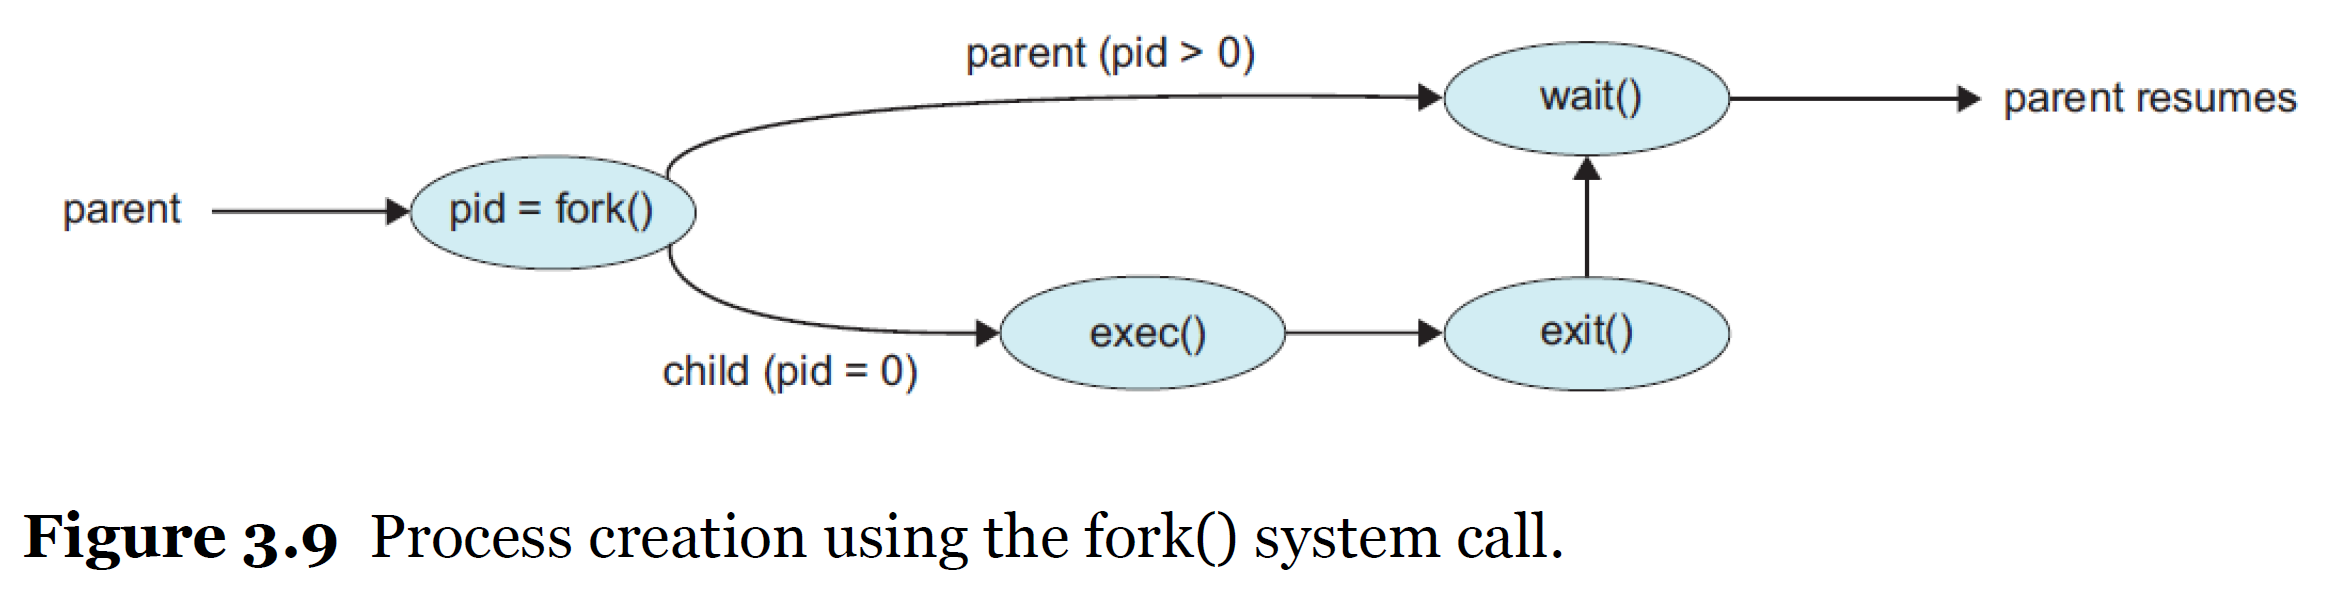 parent (pid > 0)
wait()
parent resumes
parent
pid = fork()
exec()
exit()
child (pid = 0)
Figure 3.9 Process creation using the fork() system call.